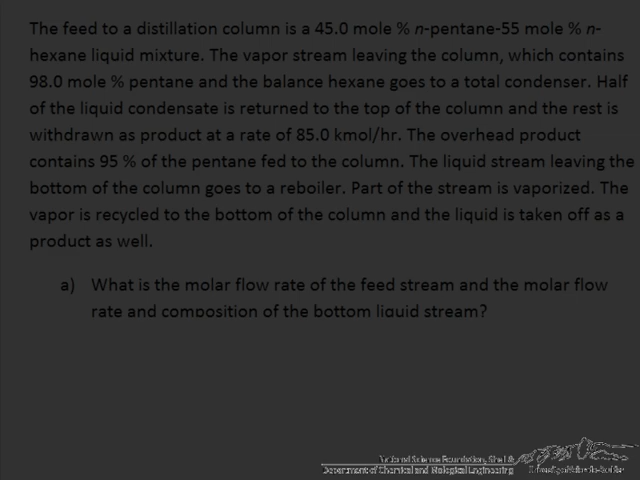 The feed to a distillation column is a 45.0 mole % n-pentane-55 mole % n-
hexane liquid mixture. The vapor stream leaving the column, which contains
98.0 mole % pentane and the balance hexane goes to a total condenser. Half
of the liquid condensate is returned to the top of the column and the rest is
withdrawn as product at a rate of 85.0 kmol/hr. The overhead product
contains 95 % of the pentane fed to the column. The liquid stream leaving the
bottom of the column goes to a reboiler. Part of the stream is vaporized. The
vapor is recycled to the bottom of the column and the liquid is taken off as a
product as well.
a) What is the molar flow rate of the feed stream and the molar flow
rate and composition of the bottom liquid stream?
National Science Foundation, Shell &
Department of Chemical and Biological Engineering